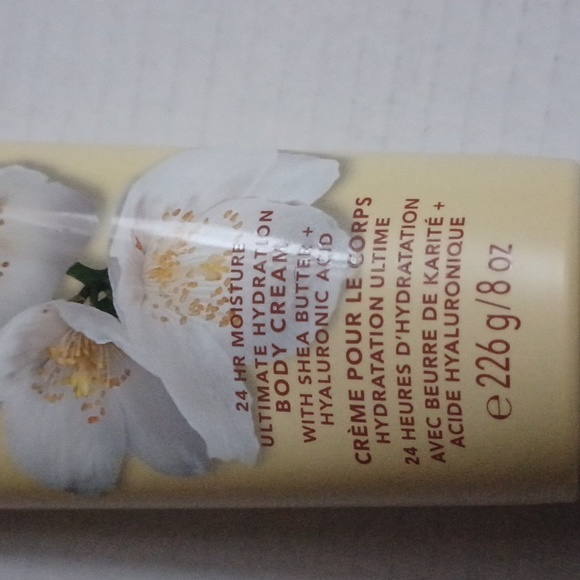 24 HR MOISTURE
ULTIMATE HYDRATION
BODY CREAM
WITH SHEA BUTTER +
HYALURONIC ACID
CRÈME POUR LE CORPS
HYDRATATION ULTIME
24 HEURES D'HYDRATATION
AVEC BEURRE DE KARITÉ +
ACIDE HYALURONIQUE
℮ 226 g/8 oz